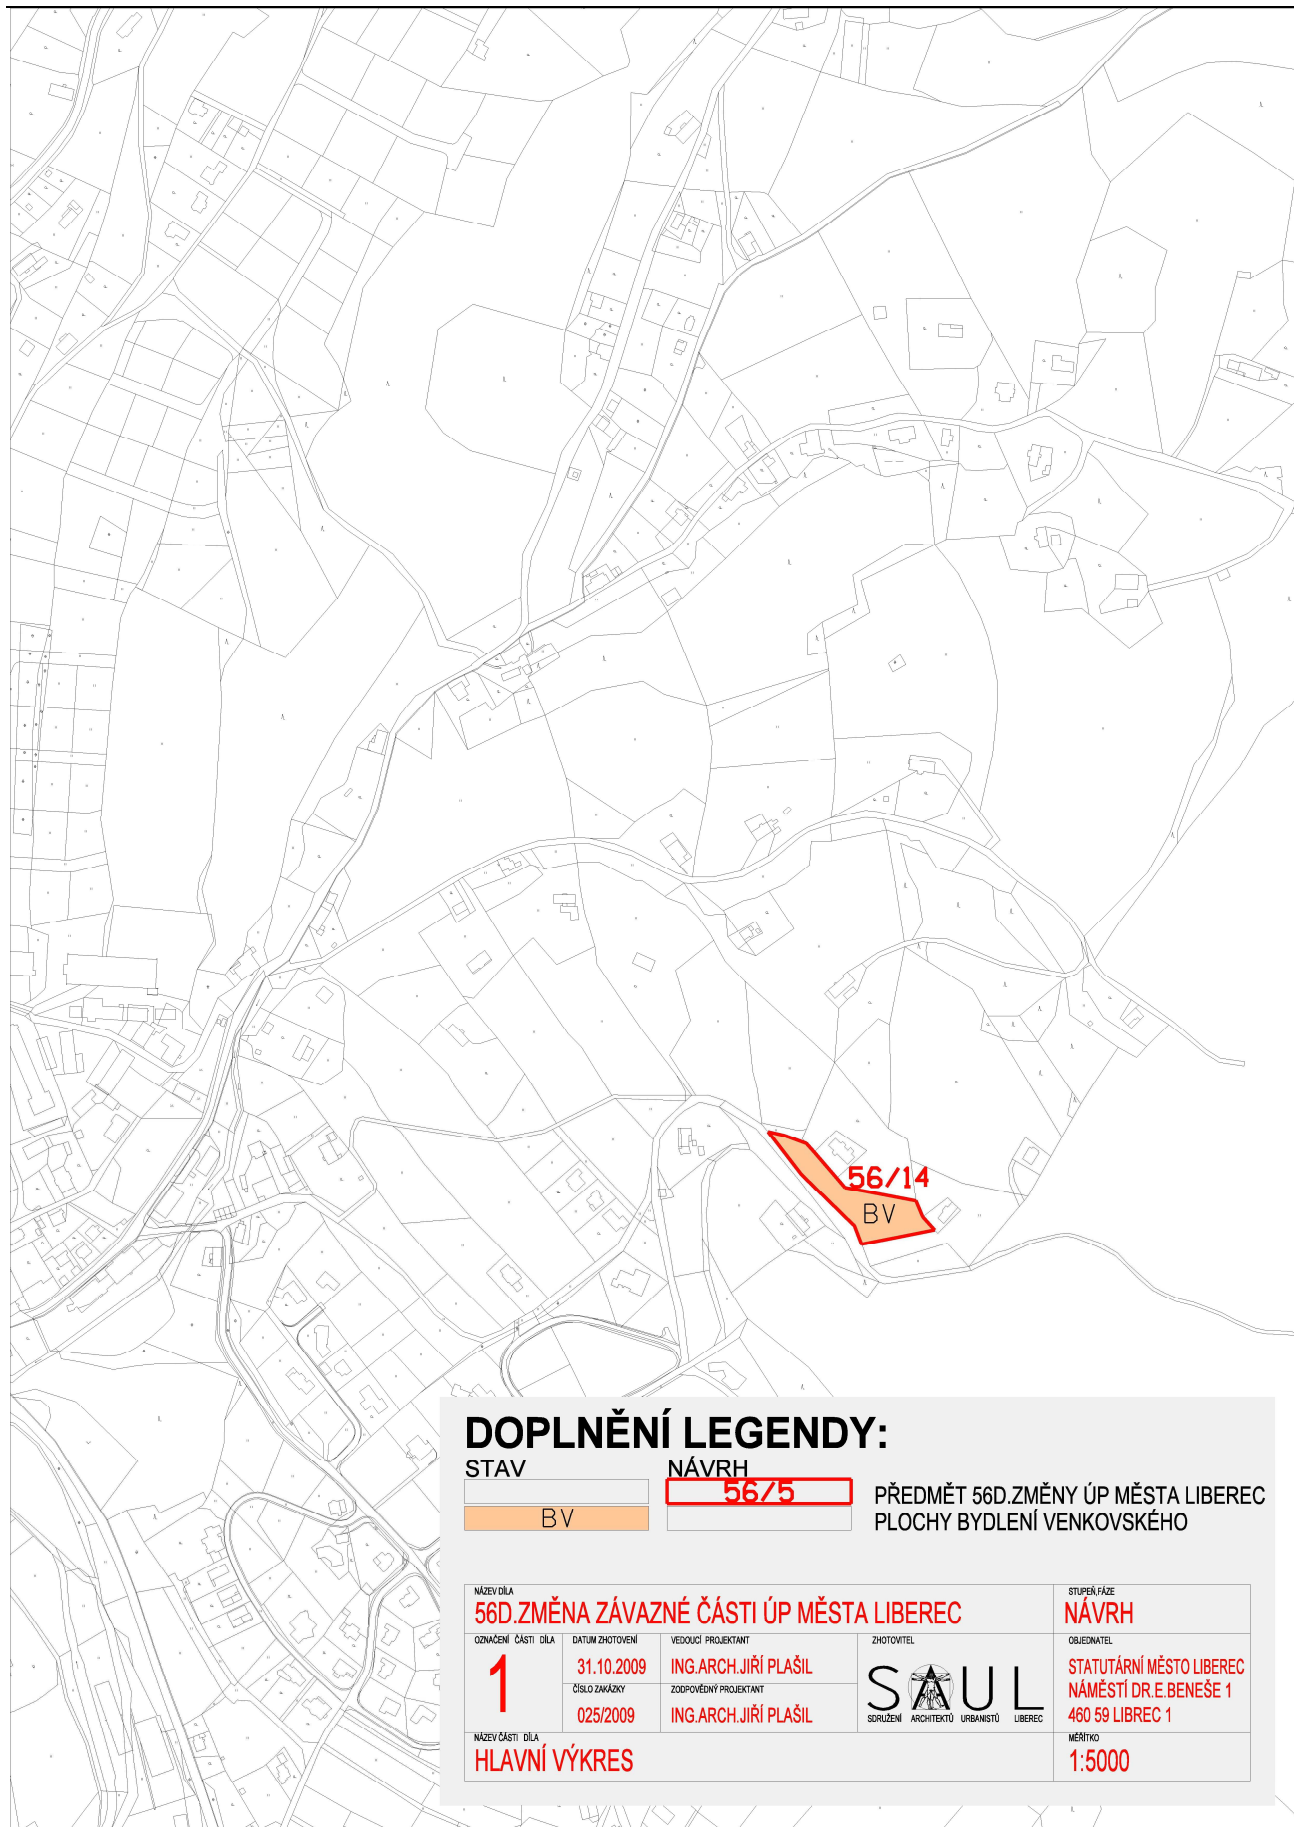 56/14
BV
DOPLNĚNÍ LEGENDY:
STAV NÁVRH
56/5 PŘEDMĚT 56D.ZMĚNY ÚP MĚSTA LIBEREC
BV PLOCHY BYDLENÍ VENKOVSKÉHO
NÁZEV DÍLA
56D.ZMĚNA ZÁVAZNÉ ČÁSTI ÚP MĚSTA LIBEREC
STUPEŇ,FÁZE
NÁVRH
OZNAČENÍ ČÁSTI DÍLA
1
DATUM ZHOTOVENÍ
31.10.2009
ČÍSLO ZAKÁZKY
025/2009
VEDOUCÍ PROJEKTANT
ING.ARCH.JIŘÍ PLAŠIL
ZODPOVĚDNÝ PROJEKTANT
ING.ARCH.JIŘÍ PLAŠIL
ZHOTOVITEL
SAUL
SDRUŽENÍ ARCHITEKTŮ URBANISTŮ LIBEREC
OBJEDNATEL
STATUTÁRNÍ MĚSTO LIBEREC
NÁMĚSTÍ DR.E.BENEŠE 1
460 59 LIBREC 1
NÁZEV ČÁSTI DÍLA
HLAVNÍ VÝKRES
MĚŘÍTKO
1:5000